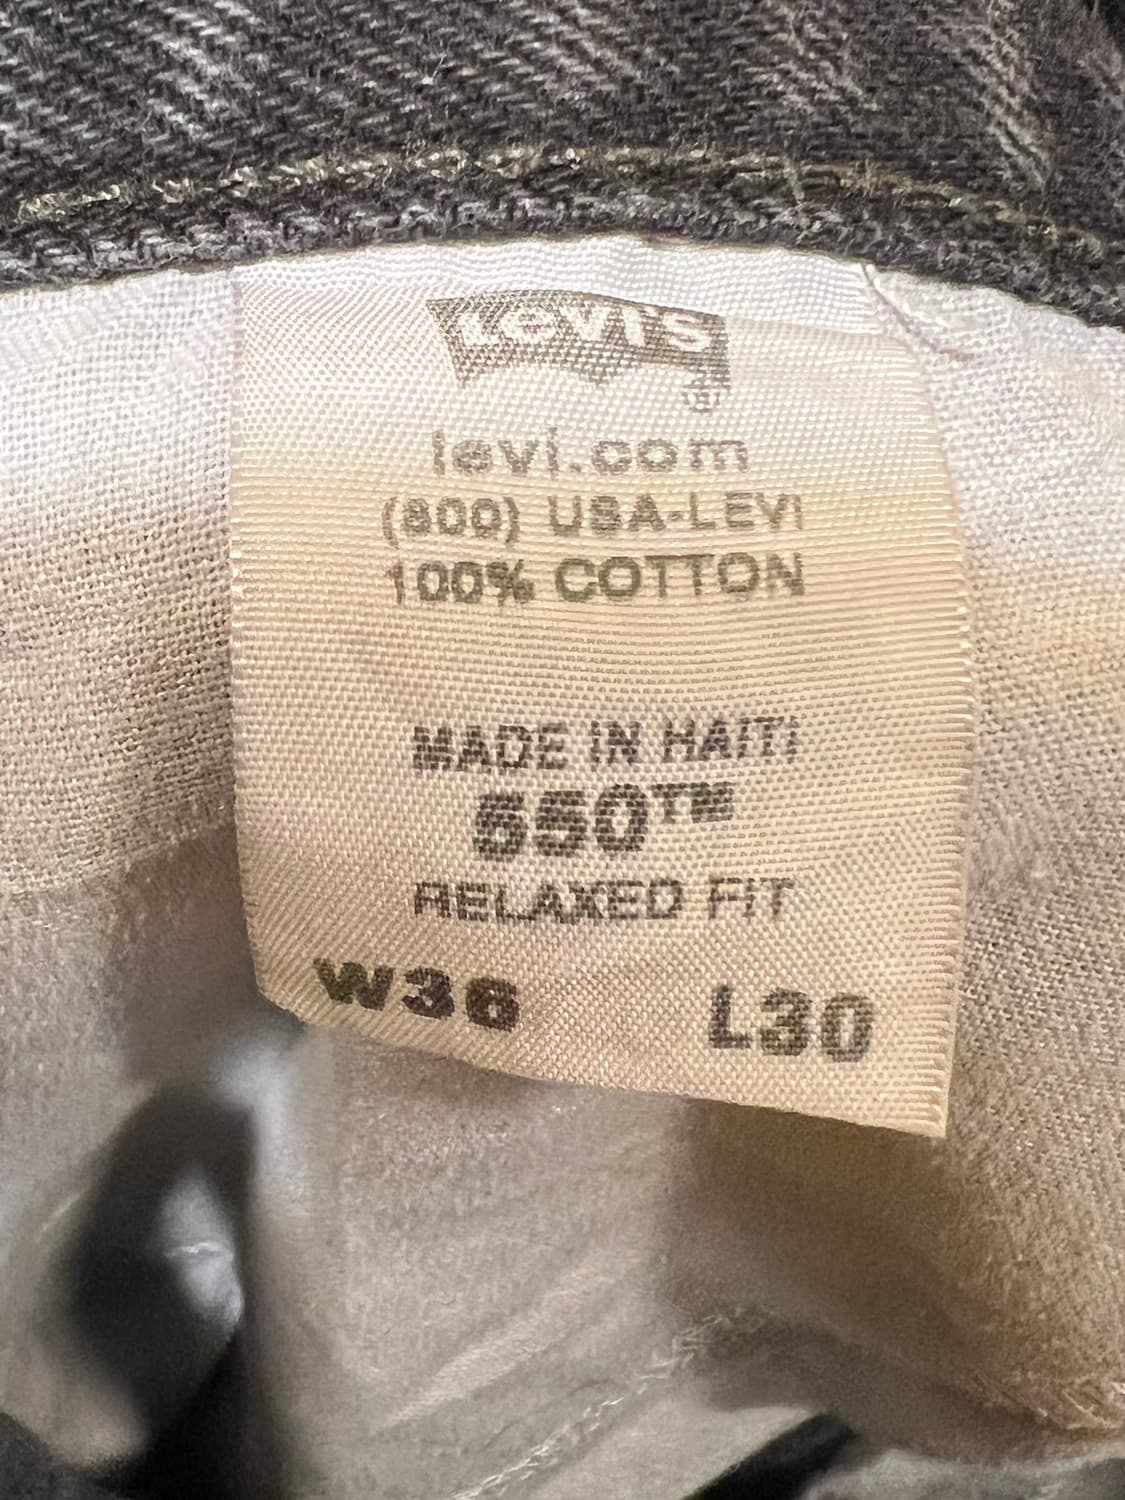 Levi's®
levi.com
(800) USA-LEVI
100% COTTON
MADE IN HAITI
550™
RELAXED FIT
W36 L30